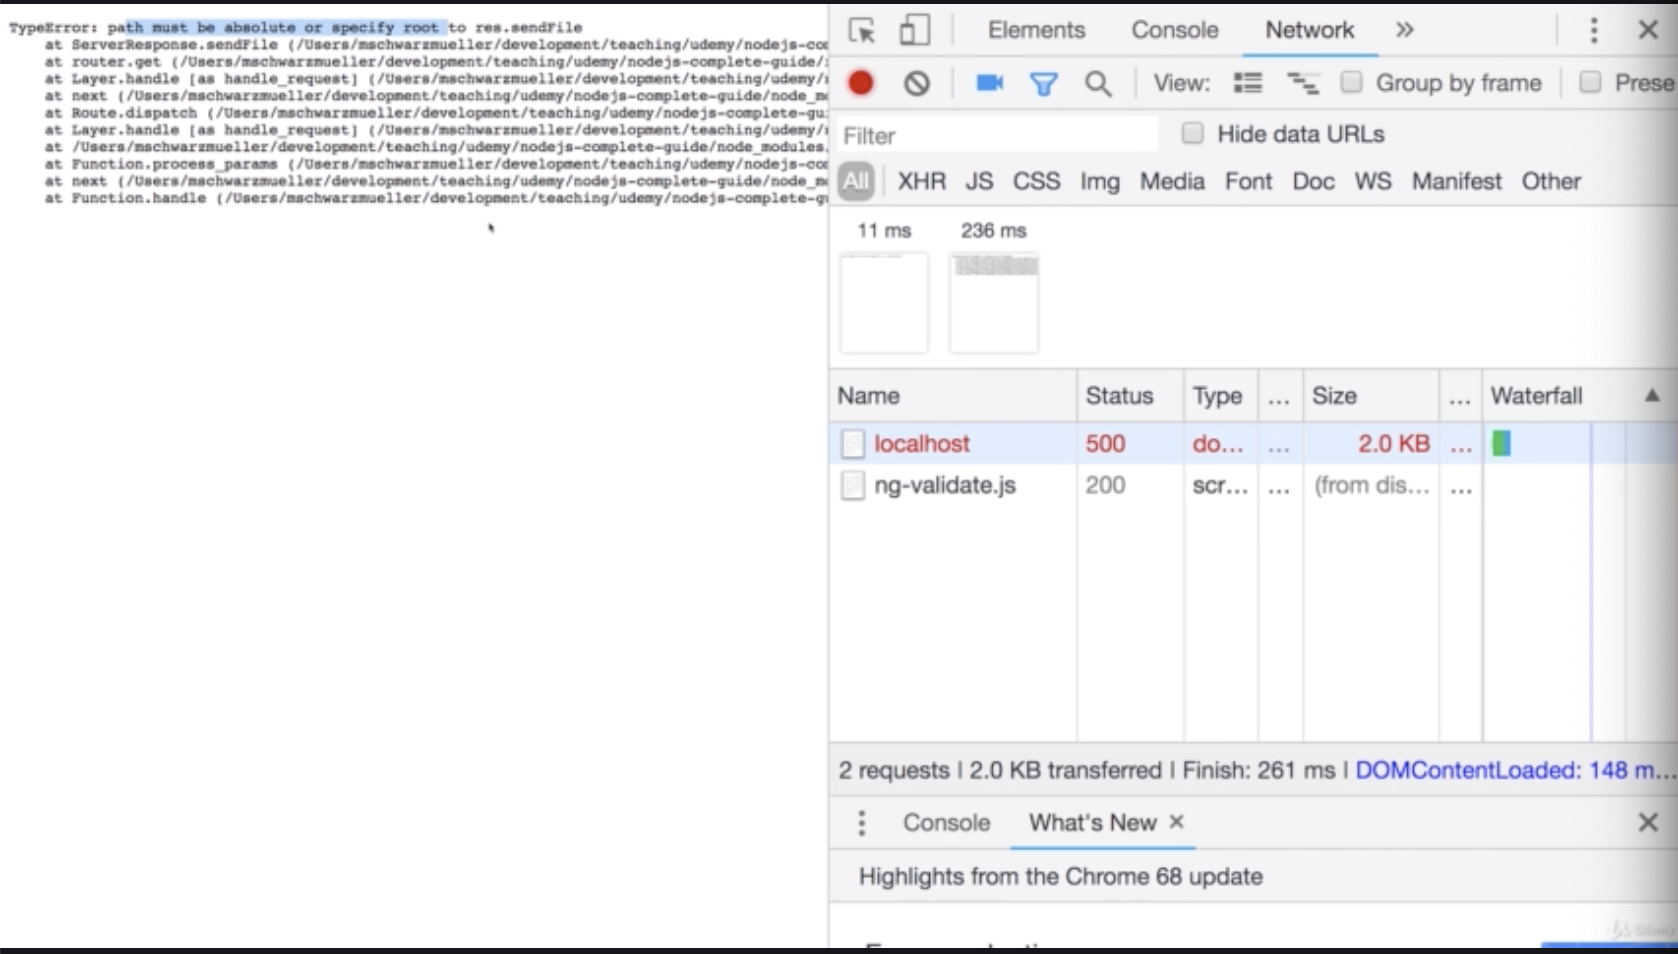 TypeError: path must be absolute or specify root to res.sendFile
at ServerResponse.sendFile (/Users/mschwarzmueller/development/teaching/udemy/nodejs-co
at router.get (/Users/mschwarzmueller/development/teaching/udemy/nodejs-complete-guide/
at Layer.handle [as handle_request] (/Users/mschwarzmueller/development/teaching/udemy/
at next (/Users/mschwarzmueller/development/teaching/udemy/nodejs-complete-guide/node_m
at Route.dispatch (/Users/mschwarzmueller/development/teaching/udemy/nodejs-complete-gu
at Layer.handle [as handle_request] (/Users/mschwarzmueller/development/teaching/udemy/
at /Users/mschwarzmueller/development/teaching/udemy/nodejs-complete-guide/node_modules
at Function.process_params (/Users/mschwarzmueller/development/teaching/udemy/nodejs-co
at next (/Users/mschwarzmueller/development/teaching/udemy/nodejs-complete-guide/node_m
at Function.handle (/Users/mschwarzmueller/development/teaching/udemy/nodejs-complete-g
Elements Console Network »
View: Group by frame Prese
Filter Hide data URLs
All XHR JS CSS Img Media Font Doc WS Manifest Other
11 ms 236 ms
Name Status Type ... Size ... Waterfall ▲
localhost 500 do... ... 2.0 KB ...
ng-validate.js 200 scr... ... (from dis... ...
2 requests | 2.0 KB transferred | Finish: 261 ms | DOMContentLoaded: 148 m...
Console What's New ×
Highlights from the Chrome 68 update